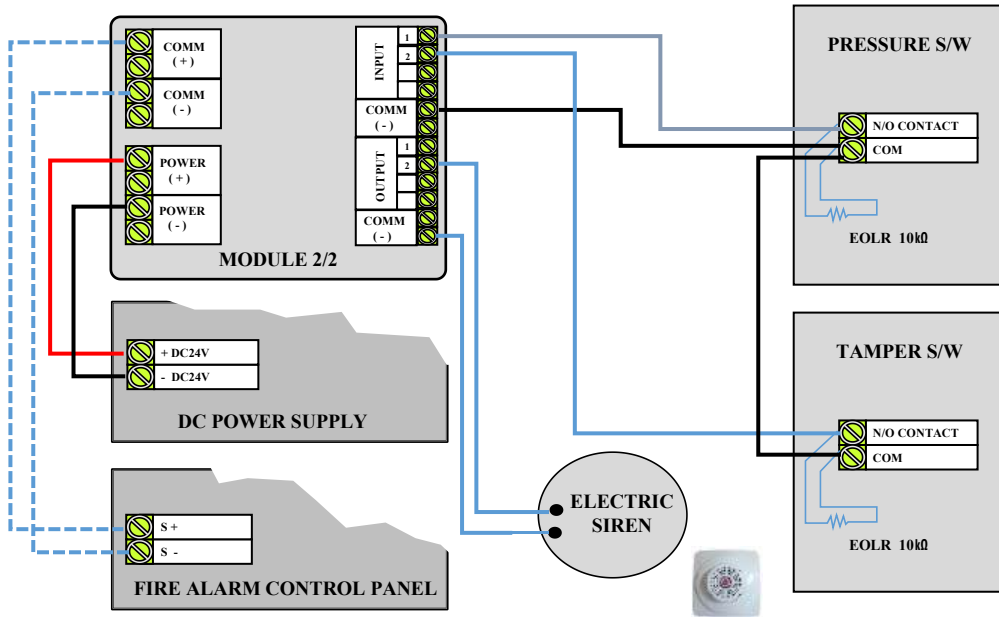 COMM
( + )
COMM
( - )
POWER
( + )
POWER
( - )
INPUT
1
2
COMM
( - )
OUTPUT
1
2
COMM
( - )
MODULE 2/2
+ DC24V
- DC24V
DC POWER SUPPLY
S +
S -
FIRE ALARM CONTROL PANEL
ELECTRIC
SIREN
PRESSURE S/W
N/O CONTACT
COM
EOLR 10kΩ
TAMPER S/W
N/O CONTACT
COM
EOLR 10kΩ